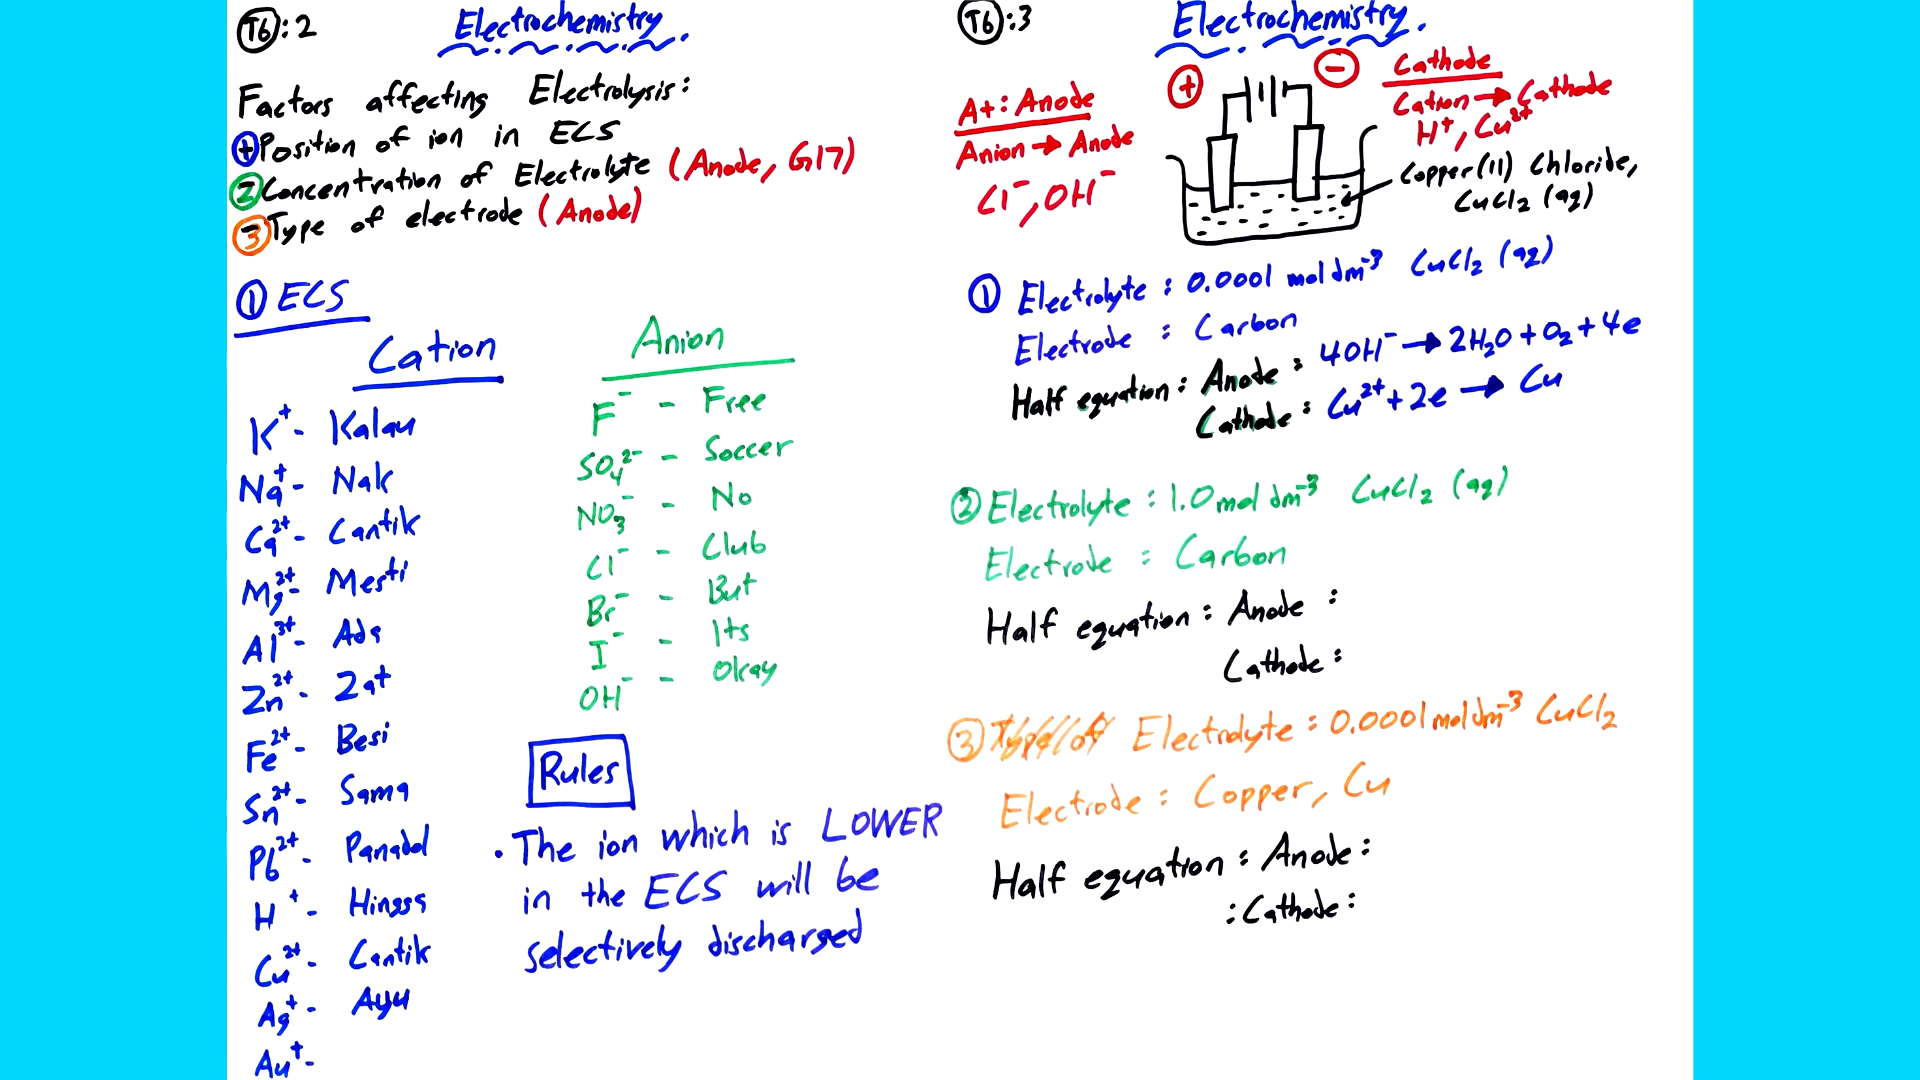 T6:2
Electrochemistry.
Factors affecting Electrolysis:
1 Position of ion in ECS
2 Concentration of Electrolyte (Anode, G17)
3 Type of electrode (Anode)
1 ECS
Cation
K⁺ - Kalau
Na⁺ - Nak
Ca²⁺ - Cantik
Mg²⁺ - Mesti
Al³⁺ - Ada
Zn²⁺ - Zat
Fe²⁺ - Besi
Sn²⁺ - Sama
Pb²⁺ - Panadol
H⁺ - Hingga
Cu²⁺ - Cantik
Ag⁺ - Ayu
Au⁺ -
Anion
F⁻ - Free
SO₄²⁻ - Soccer
NO₃⁻ - No
Cl⁻ - Club
Br⁻ - But
I⁻ - Its
OH⁻ - Okay
Rules
• The ion which is LOWER
in the ECS will be
selectively discharged
T6:3
Electrochemistry.
A+: Anode
Anion → Anode
Cl⁻, OH⁻
+
−
Cathode
Cation → Cathode
H⁺, Cu²⁺
Copper(II) Chloride,
CuCl₂ (aq)
1 Electrolyte : 0.0001 mol dm⁻³ CuCl₂ (aq)
Electrode : Carbon
Half equation : Anode : 4OH⁻ → 2H₂O + O₂ + 4e
Cathode : Cu²⁺ + 2e → Cu
2 Electrolyte : 1.0 mol dm⁻³ CuCl₂ (aq)
Electrode : Carbon
Half equation : Anode :
Cathode :
3 Type of Electrolyte : 0.0001 mol dm⁻³ CuCl₂
Electrode : Copper, Cu
Half equation : Anode :
: Cathode :